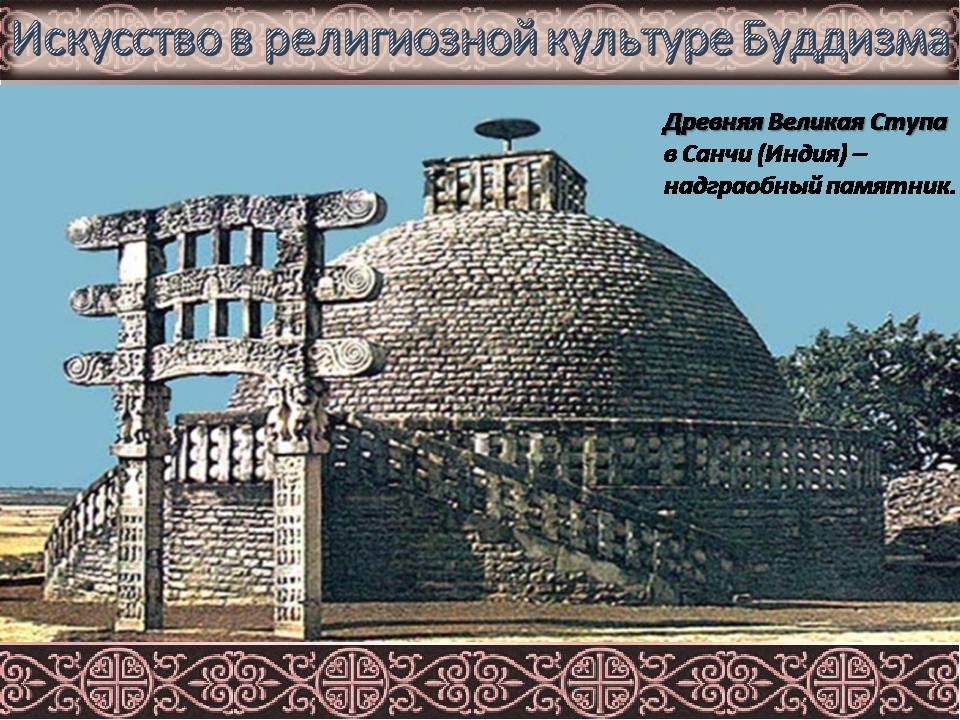 Искусство в религиозной культуре Буддизма
Древняя Великая Ступа
в Санчи (Индия) –
надграобный памятник.